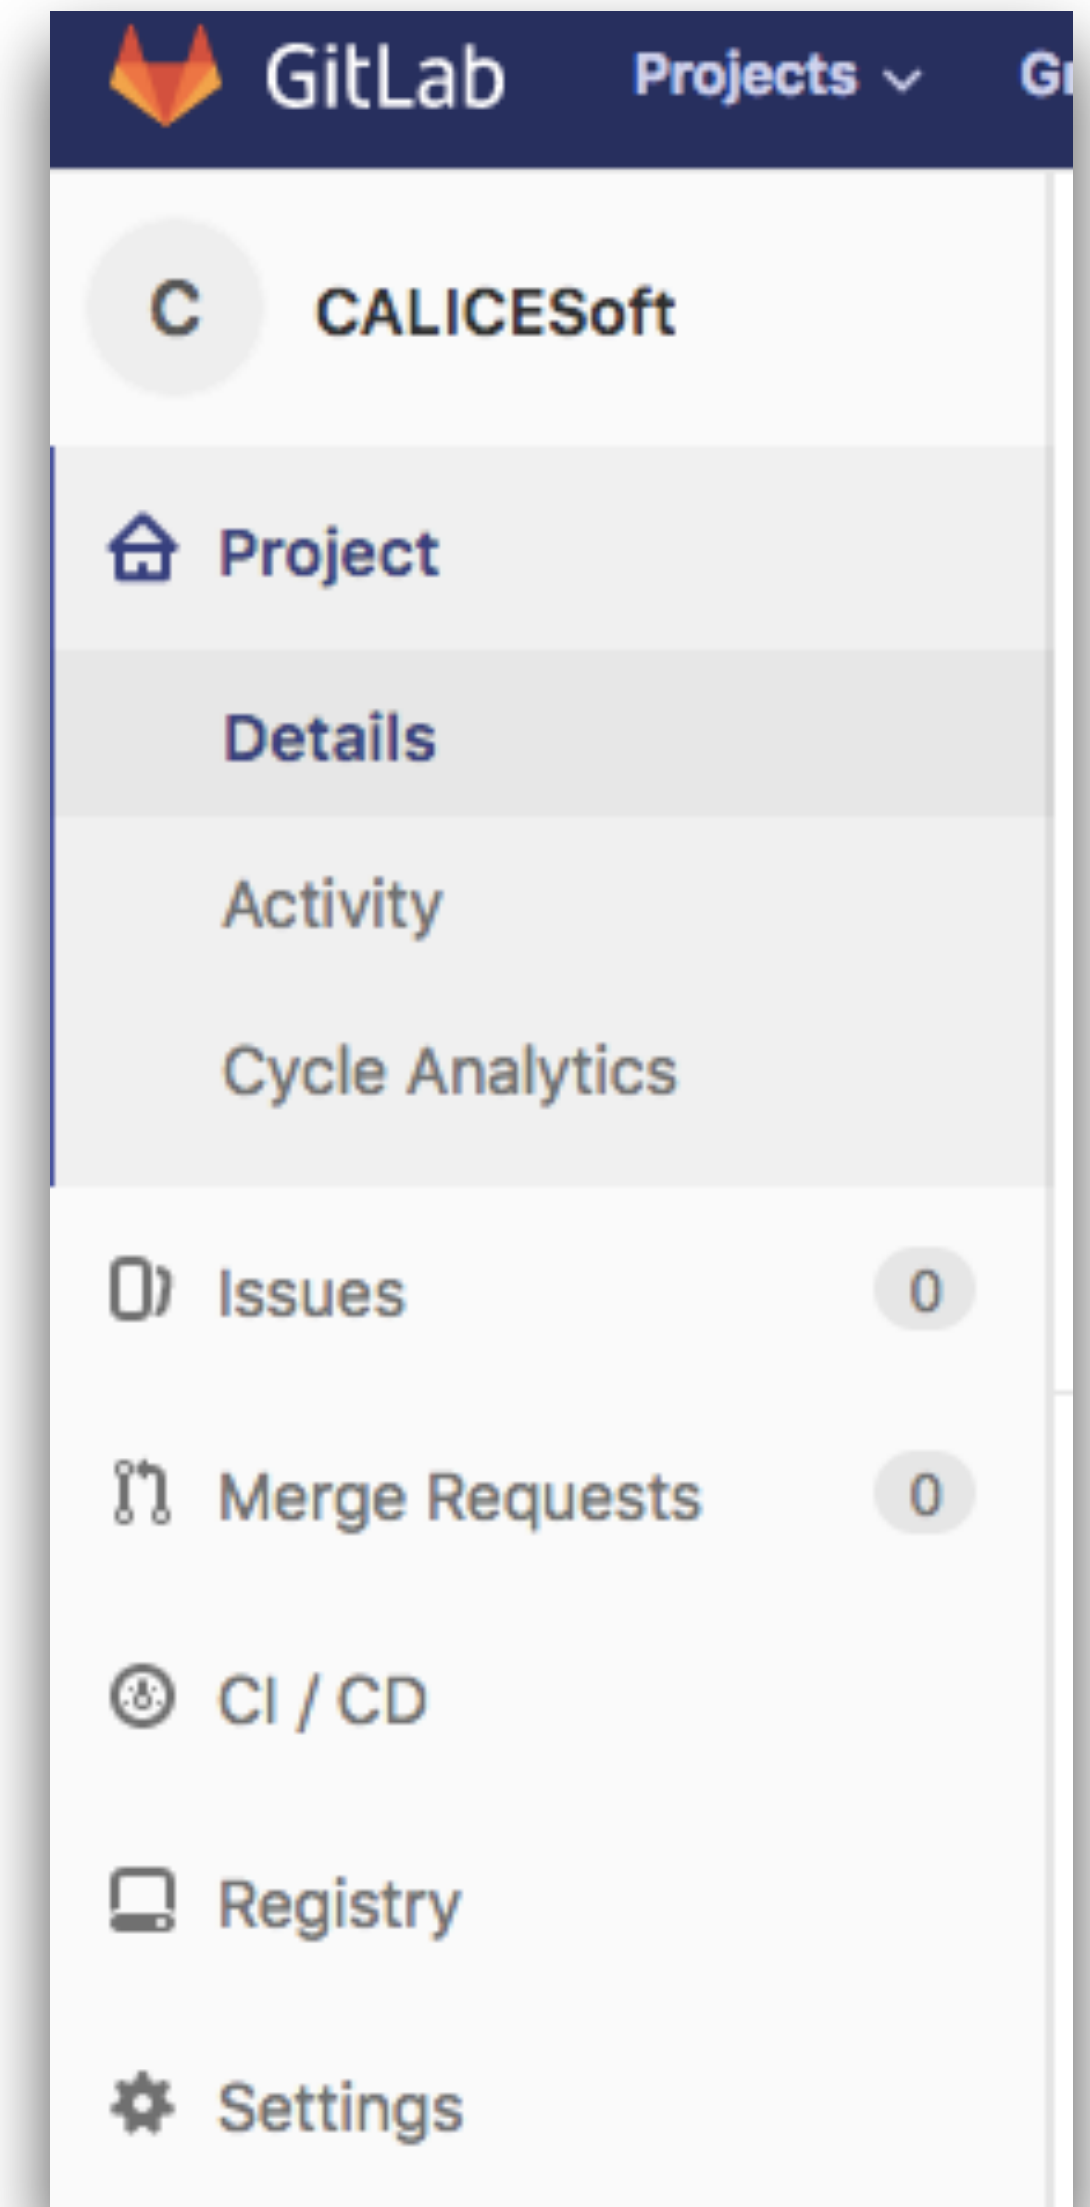 GitLab Projects
C CALICESoft
Project
Details
Activity
Cycle Analytics
Issues 0
Merge Requests 0
CI / CD
Registry
Settings